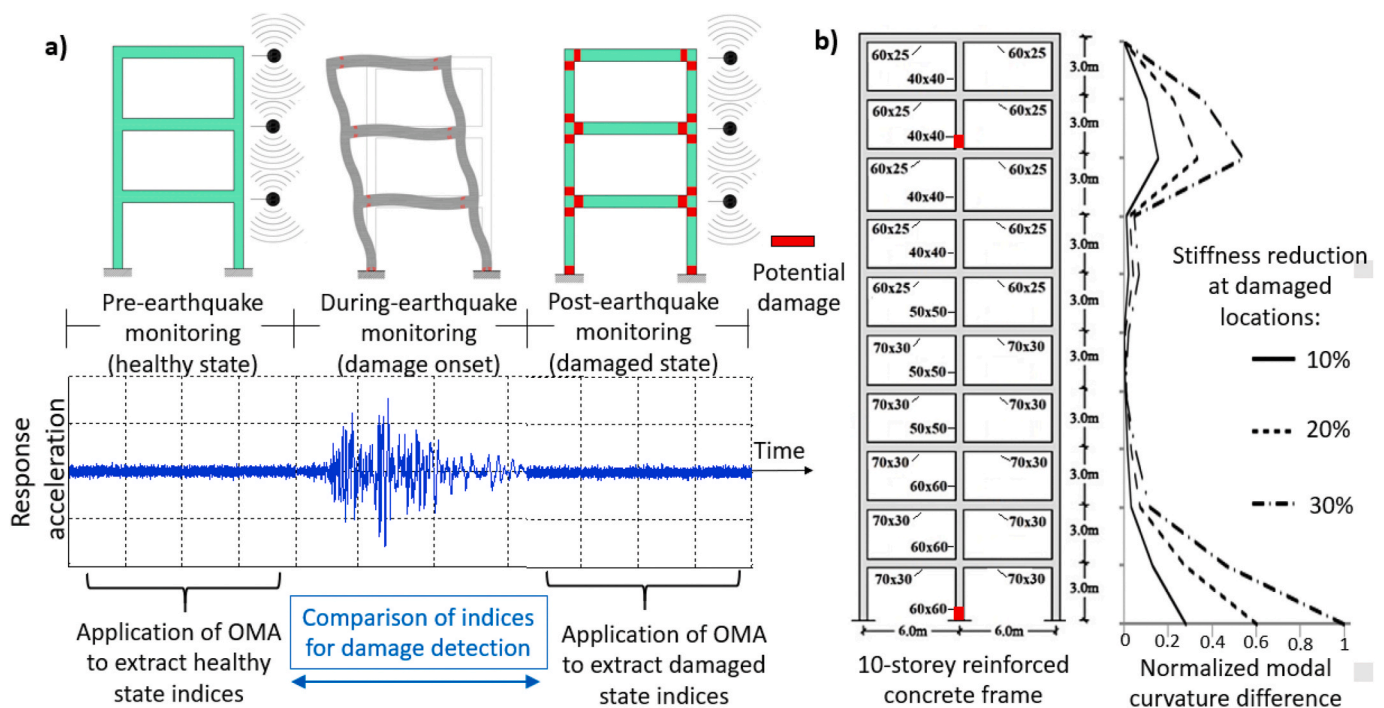 a)
Pre-earthquake
monitoring
(healthy state)
During-earthquake
monitoring
(damage onset)
Post-earthquake
monitoring
(damaged state)
Potential
damage
Response
acceleration
Time
Application of OMA
to extract healthy
state indices
Comparison of indices
for damage detection
Application of OMA
to extract damaged
state indices
b)
60x25 60x25
40x40
3.0m
60x25 60x25
40x40
3.0m
60x25 60x25
40x40
3.0m
60x25 60x25
40x40
3.0m
60x25 60x25
50x50
3.0m
70x30 70x30
50x50
3.0m
70x30 70x30
50x50
3.0m
70x30 70x30
60x60
3.0m
70x30 70x30
60x60
3.0m
70x30 70x30
60x60
3.0m
6.0m 6.0m
10-storey reinforced
concrete frame
Stiffness reduction
at damaged
locations:
10%
20%
30%
0 0.2 0.4 0.6 0.8 1
Normalized modal
curvature difference